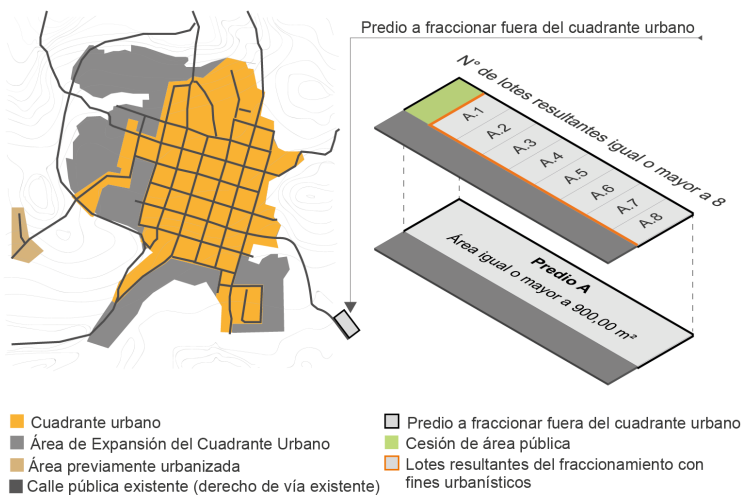 Predio a fraccionar fuera del cuadrante urbano
N° de lotes resultantes igual o mayor a 8
A.1
A.2
A.3
A.4
A.5
A.6
A.7
A.8
Predio A
Área igual o mayor a 900,00 m²
Cuadrante urbano
Área de Expansión del Cuadrante Urbano
Área previamente urbanizada
Calle pública existente (derecho de vía existente)
Predio a fraccionar fuera del cuadrante urbano
Cesión de área pública
Lotes resultantes del fraccionamiento con
fines urbanísticos